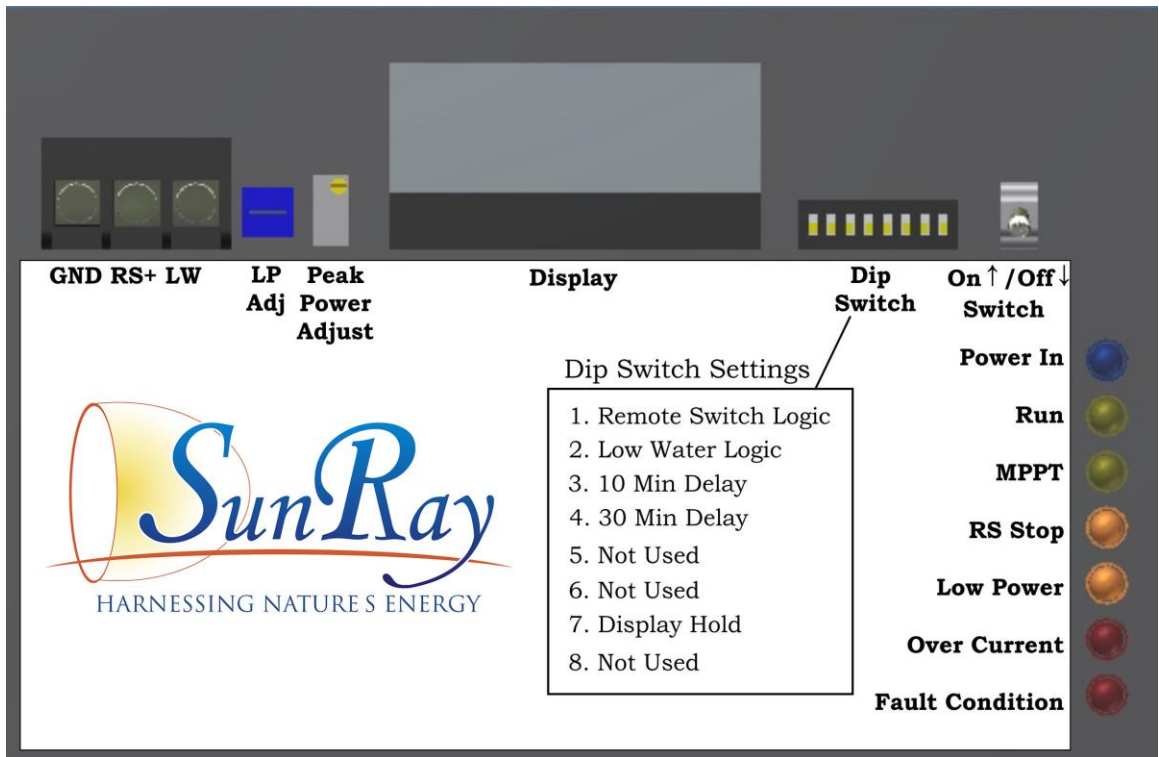 GND RS+ LW
LP
Adj
Peak
Power
Adjust
Display
Dip
Switch
On ↑ /Off ↓
Switch
Power In
Run
MPPT
RS Stop
Low Power
Over Current
Fault Condition
Dip Switch Settings
1. Remote Switch Logic
2. Low Water Logic
3. 10 Min Delay
4. 30 Min Delay
5. Not Used
6. Not Used
7. Display Hold
8. Not Used
SunRay
HARNESSING NATURE S ENERGY